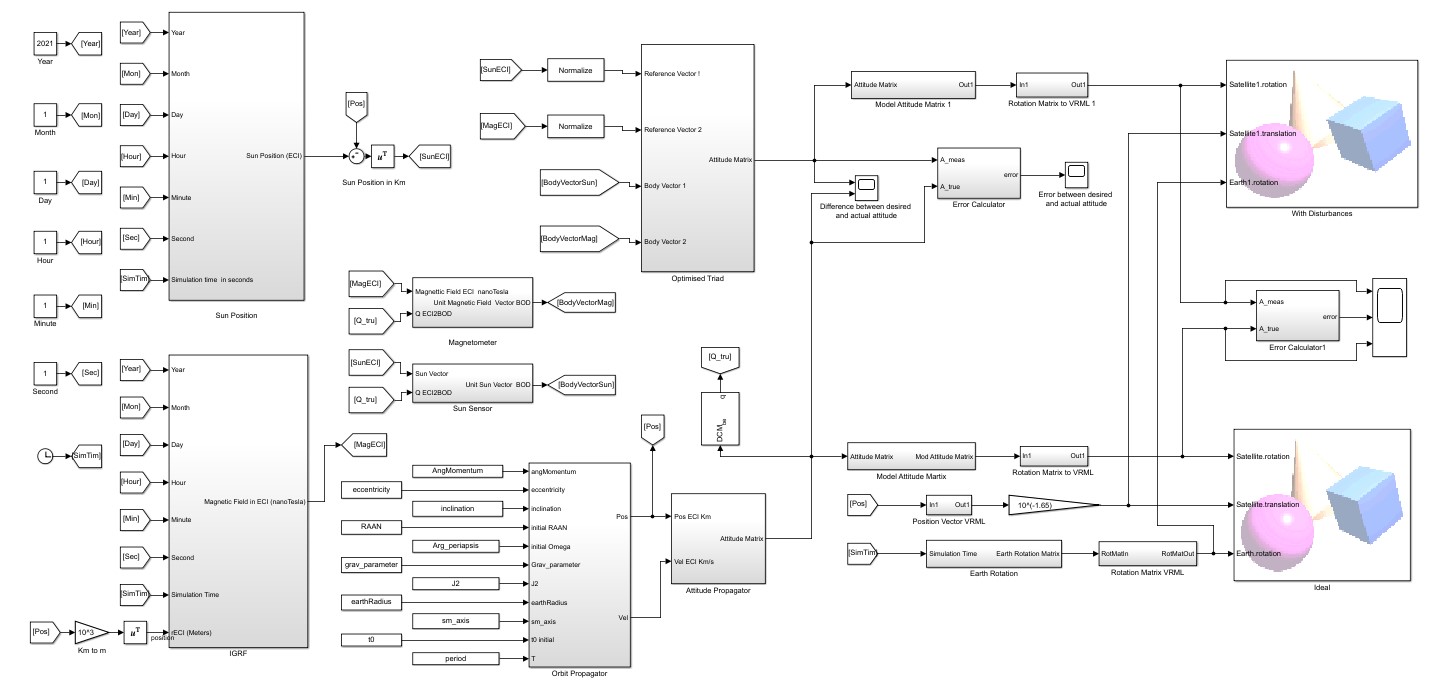 2021
Year
[Year]
1
Month
[Mon]
1
Day
[Day]
1
Hour
[Hour]
1
Minute
[Min]
1
Second
[Sec]
[SimTim]
[Year]
Year
[Mon]
Month
[Day]
Day
[Hour]
Hour
[Min]
Minute
[Sec]
Second
[SimTim]
Simulation time in seconds
Sun Position (ECI)
Sun Position
[Pos]
+
-
uT
Sun Position in Km
[SunECI]
[Year]
Year
[Mon]
Month
[Day]
Day
[Hour]
Hour
[Min]
Minute
[Sec]
Second
[SimTim]
Simulation Time
[Pos]
10^3
Km to m
uT
position
rECI (Meters)
Magnetic Field in ECI (nanoTesla)
IGRF
[MagECI]
[SunECI]
Normalize
Reference Vector !
[MagECI]
Normalize
Reference Vector 2
[BodyVectorSun]
Body Vector 1
[BodyVectorMag]
Body Vector 2
Attitude Matrix
Optimised Triad
[MagECI]
Magnettic Field ECI nanoTesla
Unit Magnetic Field Vector BOD
[Q_tru]
Q ECI2BOD
[BodyVectorMag]
Magnetometer
[SunECI]
Sun Vector
Unit Sun Vector BOD
[Q_tru]
Q ECI2BOD
[BodyVectorSun]
Sun Sensor
AngMomentum
angMomentum
eccentricity
eccentricity
inclination
inclination
RAAN
initial RAAN
Arg_periapsis
initial Omega
grav_parameter
Grav_parameter
J2
J2
earthRadius
earthRadius
sm_axis
sm_axis
t0
t0 initial
period
T
Pos
Vel
Orbit Propagator
[Pos]
Pos ECI Km
Vel ECI Km/s
Attitude Matrix
Attitude Propagator
[Q_tru]
q
DCMbe
Attitude Matrix
Out1
Model Attitude Matrix 1
In1
Out1
Rotation Matrix to VRML 1
Difference between desired
and actual attitude
A_meas
A_true
error
Error Calculator
Error between desired
and actual attitude
Satellite1.rotation
Satellite1.translation
Earth1.rotation
With Disturbances
A_meas
A_true
error
Error Calculator1
Attitude Matrix
Mod Attitude Matrix
Model Attitude Martix
In1
Out1
Rotation Matrix to VRML
[Pos]
In1
Out1
Position Vector VRML
10^(-1.65)
[SimTim]
Simulation Time
Earth Rotation Matrix
Earth Rotation
RotMatIn
RotMatOut
Rotation Matrix VRML
Satellite.rotation
Satellite.translation
Earth.rotation
Ideal